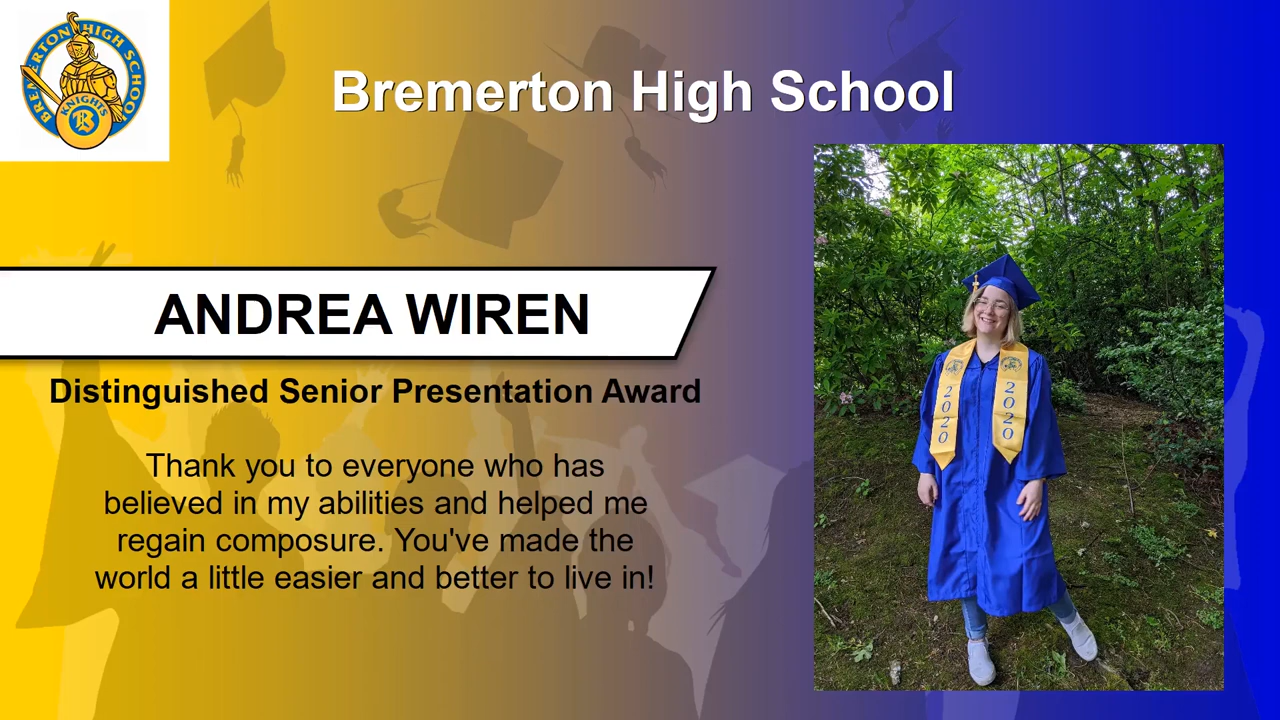 BREMERTON HIGH SCHOOL
KNIGHTS
B
Bremerton High School
ANDREA WIREN
Distinguished Senior Presentation Award
Thank you to everyone who has
believed in my abilities and helped me
regain composure. You've made the
world a little easier and better to live in!
2020
2020